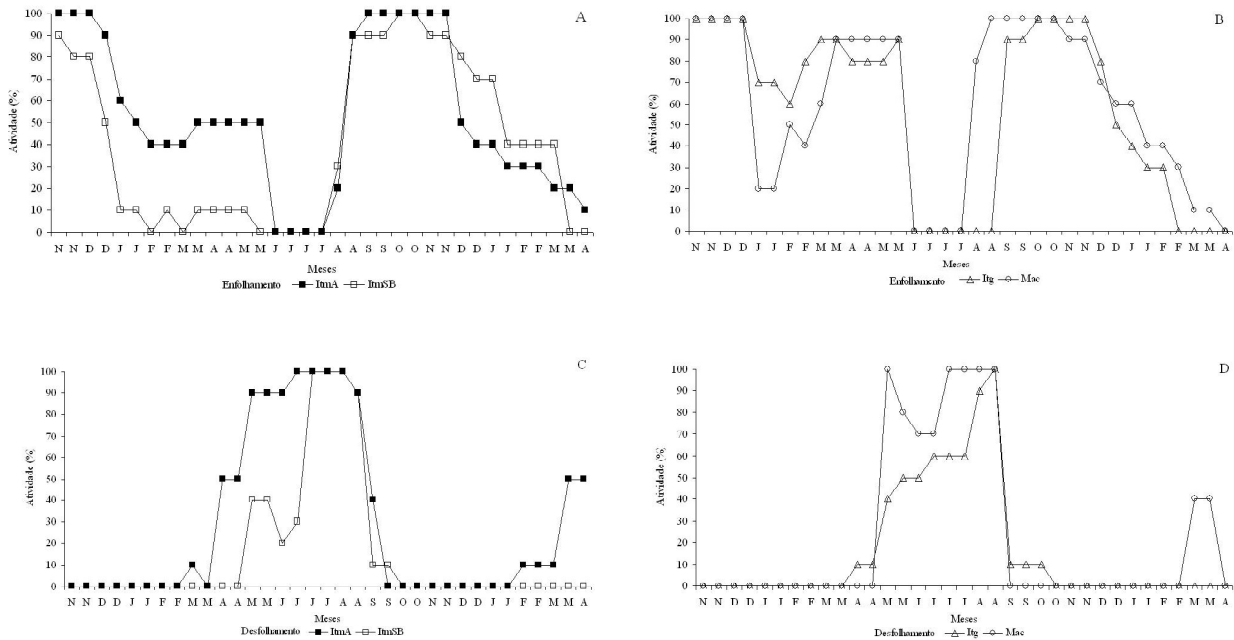 A
100
90
80
70
60
50
40
30
20
10
0
Atividade (%)
N N D D J J F F M M A A M M J J J J A A S S O O N N D D J J F F M M A
Meses
Enfolhamento ItmA ItmSB
B
100
90
80
70
60
50
40
30
20
10
0
Atividade (%)
N N D D J J F F M M A A M M J J J J A A S S O O N N D D J J F F M M A
Meses
Enfolhamento Itg Mac
C
100
90
80
70
60
50
40
30
20
10
0
Atividade (%)
N N D D J J F F M M A A M M J J J J A A S S O O N N D D J J F F M M A
Meses
Desfolhamento ItmA ItmSB
D
100
90
80
70
60
50
40
30
20
10
0
Atividade (%)
N N D D J J F F M M A A M M J J J J A A S S O O N N D D J J F F M M A
Meses
Desfolhamento Itg Mac